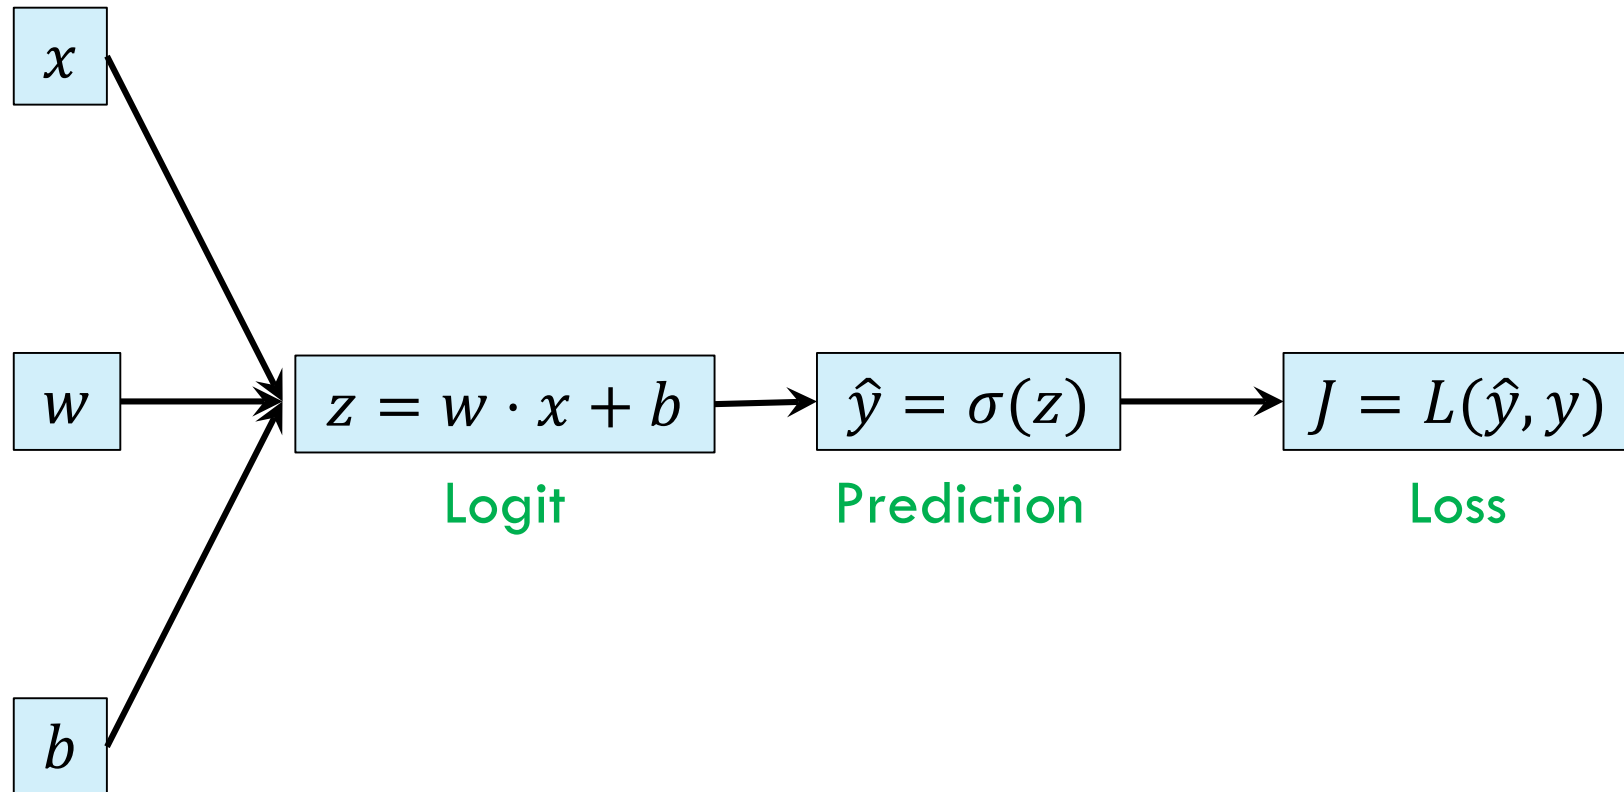 x
w
z = w · x + b
ŷ = σ(z)
J = L(ŷ, y)
Logit
Prediction
Loss
b